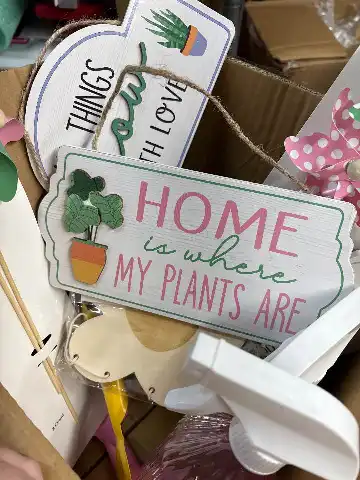 THINGS
TH LOVE
HOME
is where
MY PLANTS ARE